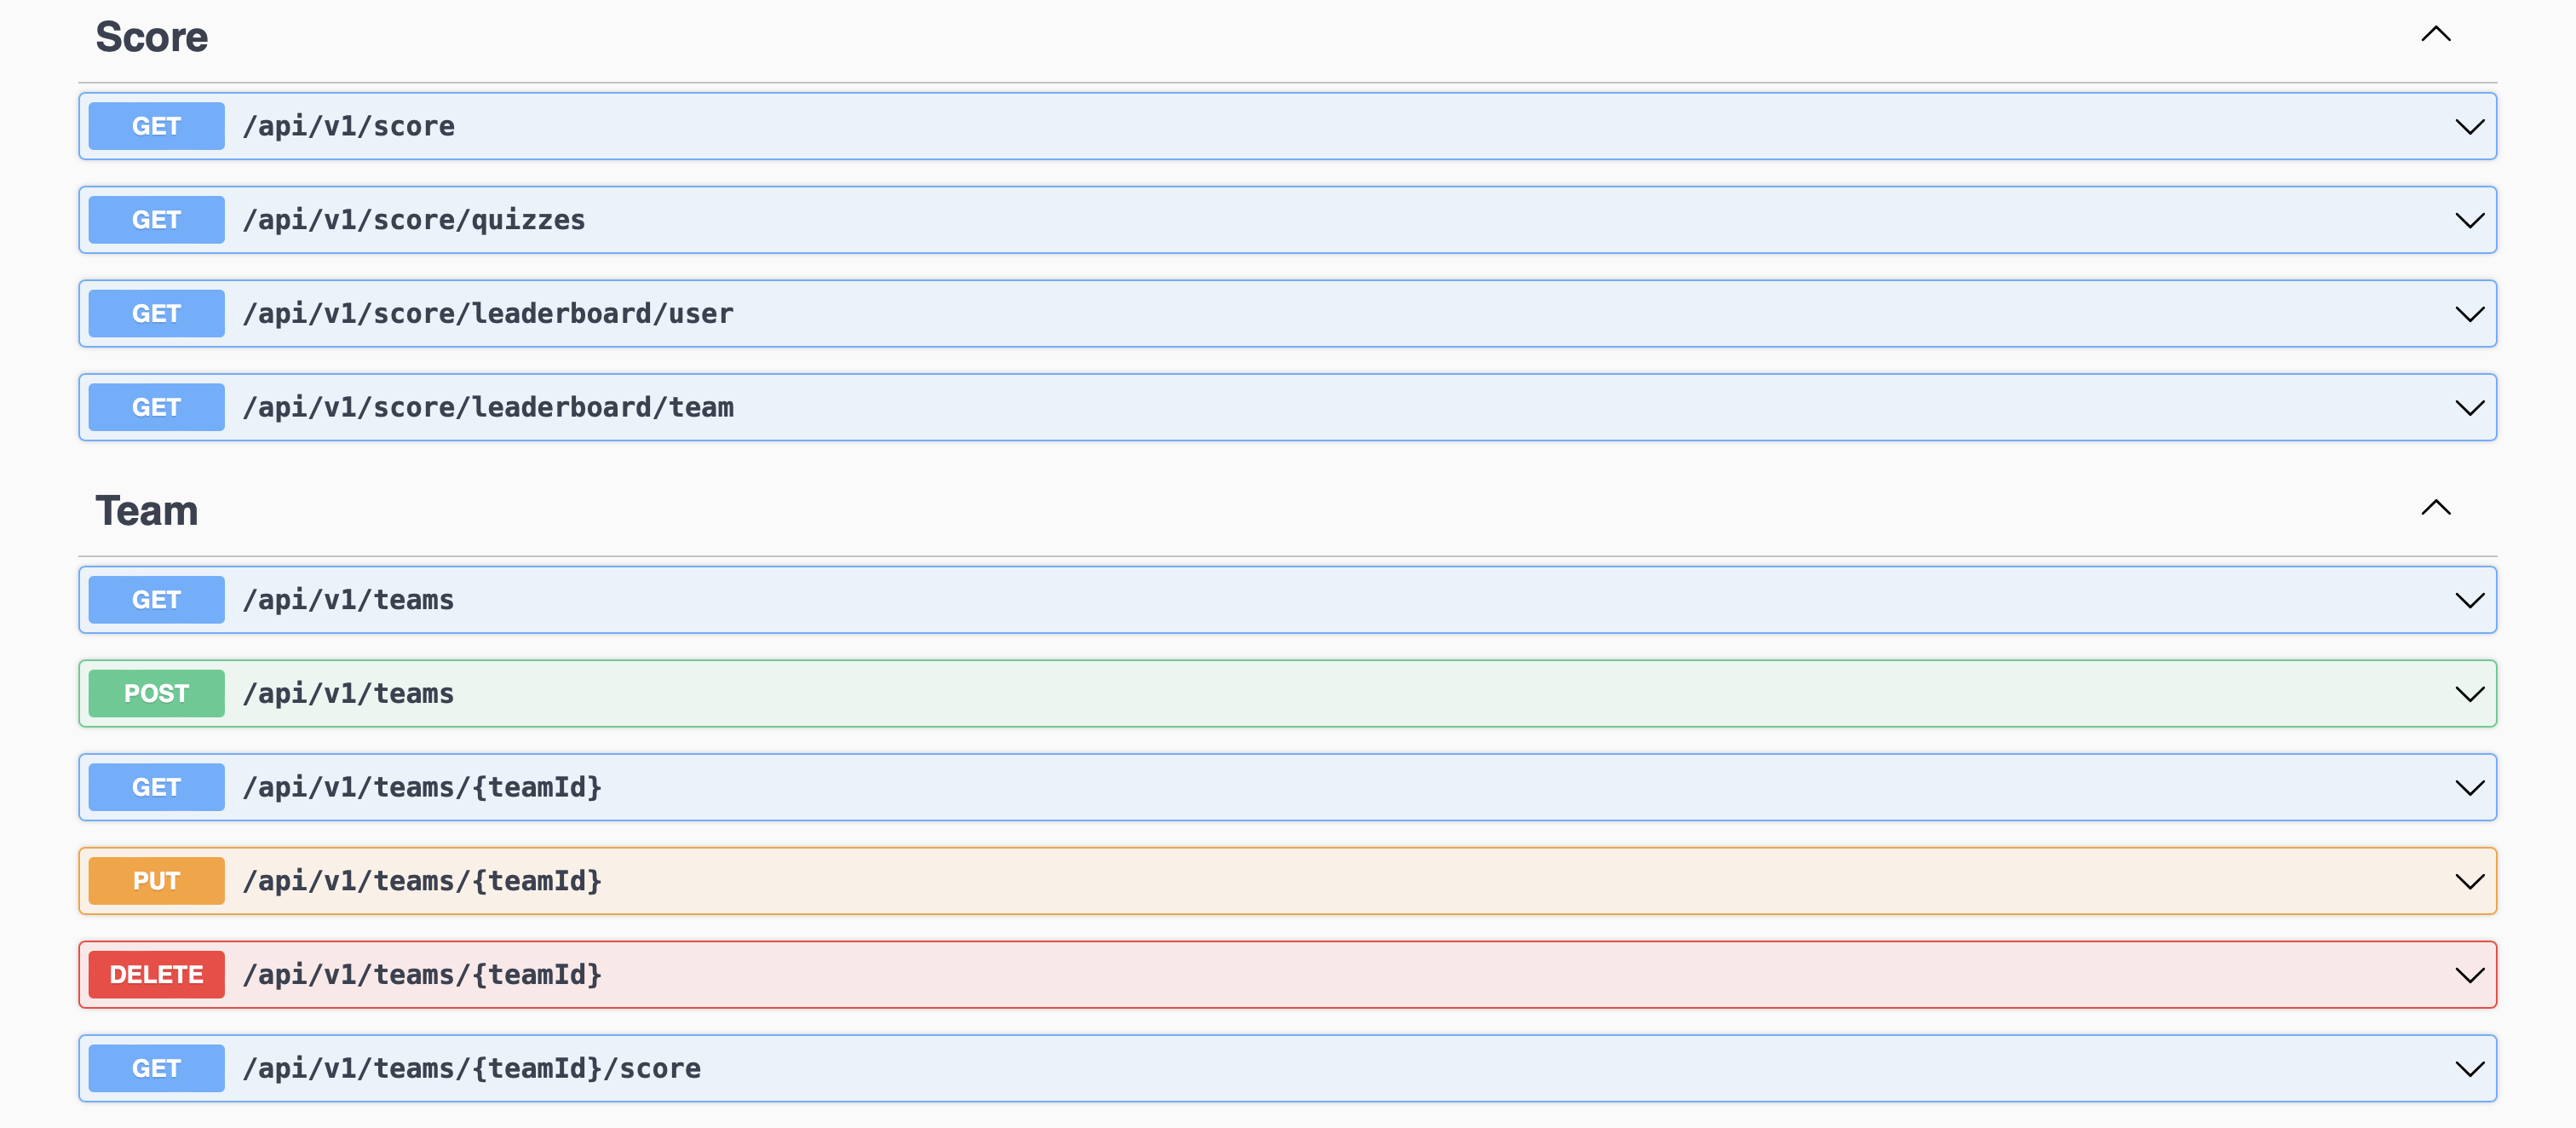 Score
GET /api/v1/score
GET /api/v1/score/quizzes
GET /api/v1/score/leaderboard/user
GET /api/v1/score/leaderboard/team
Team
GET /api/v1/teams
POST /api/v1/teams
GET /api/v1/teams/{teamId}
PUT /api/v1/teams/{teamId}
DELETE /api/v1/teams/{teamId}
GET /api/v1/teams/{teamId}/score